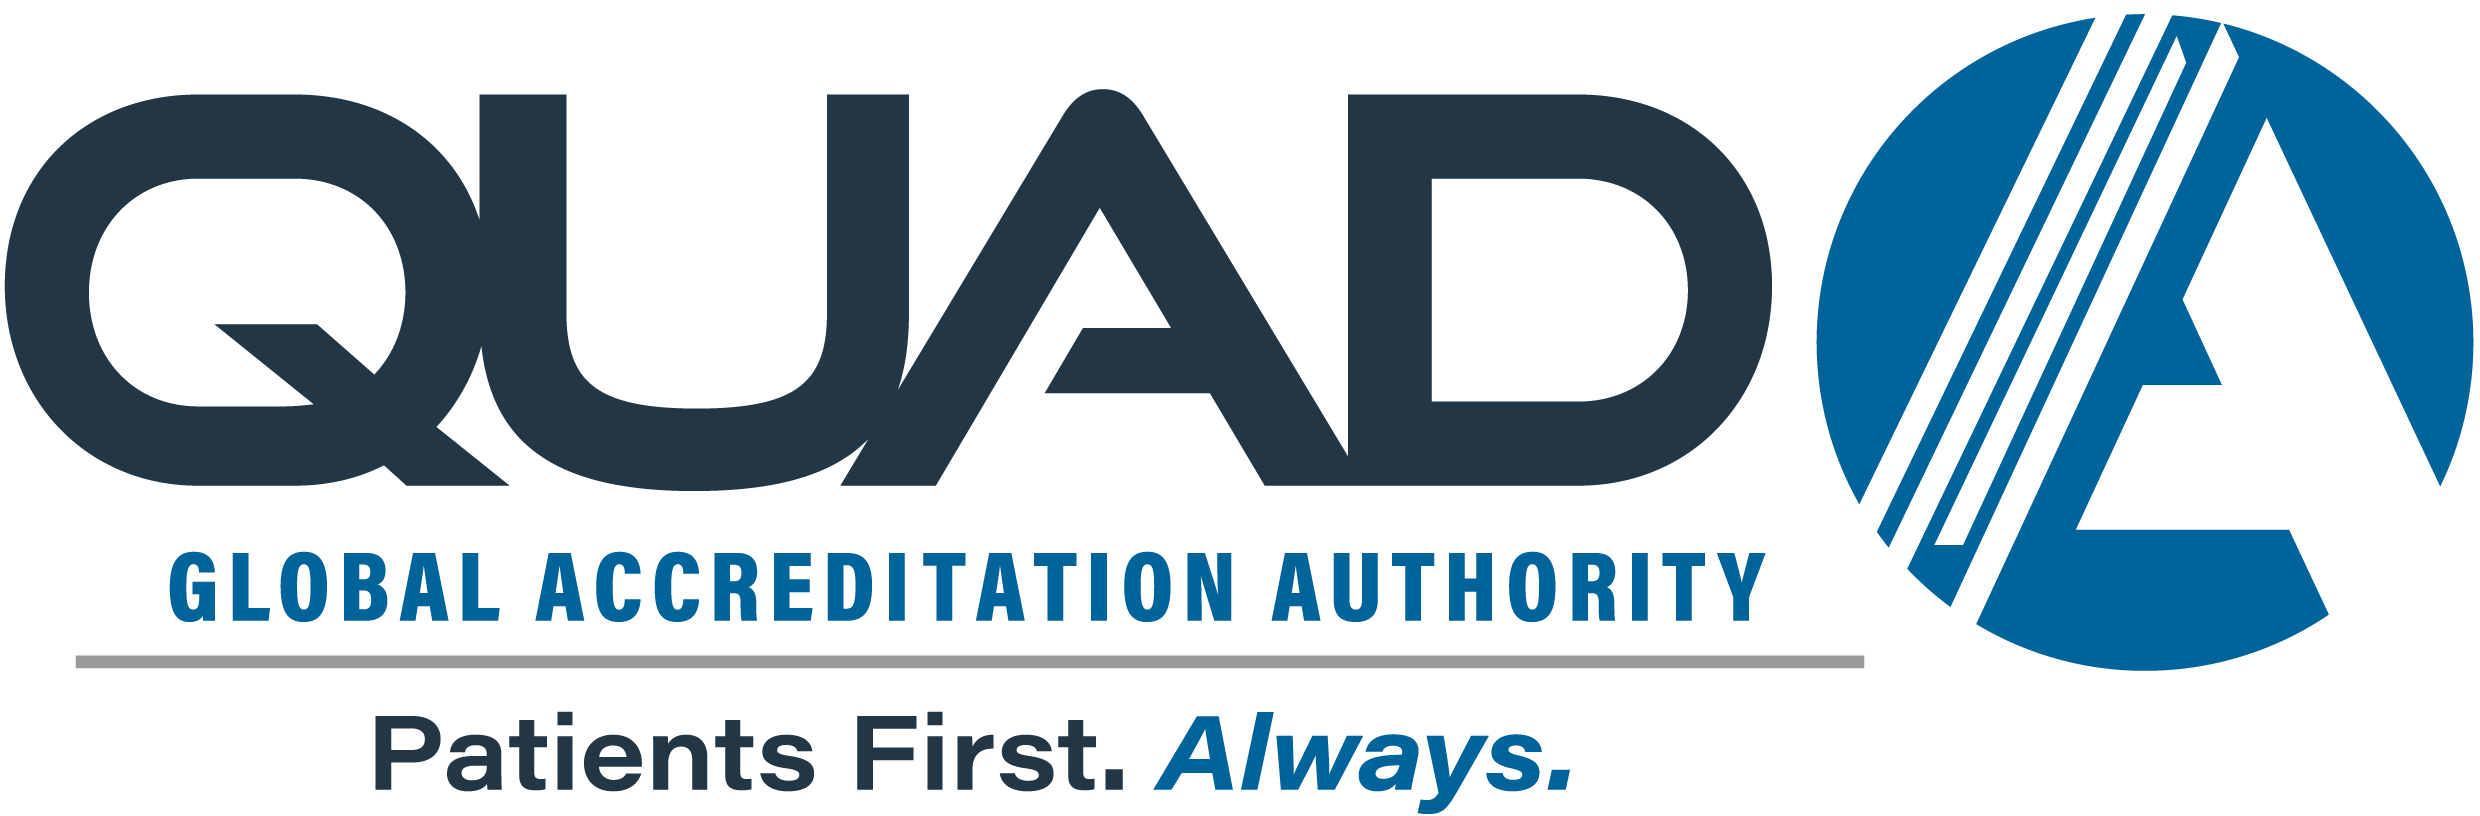 QUAD A
GLOBAL ACCREDITATION AUTHORITY
Patients First. Always.